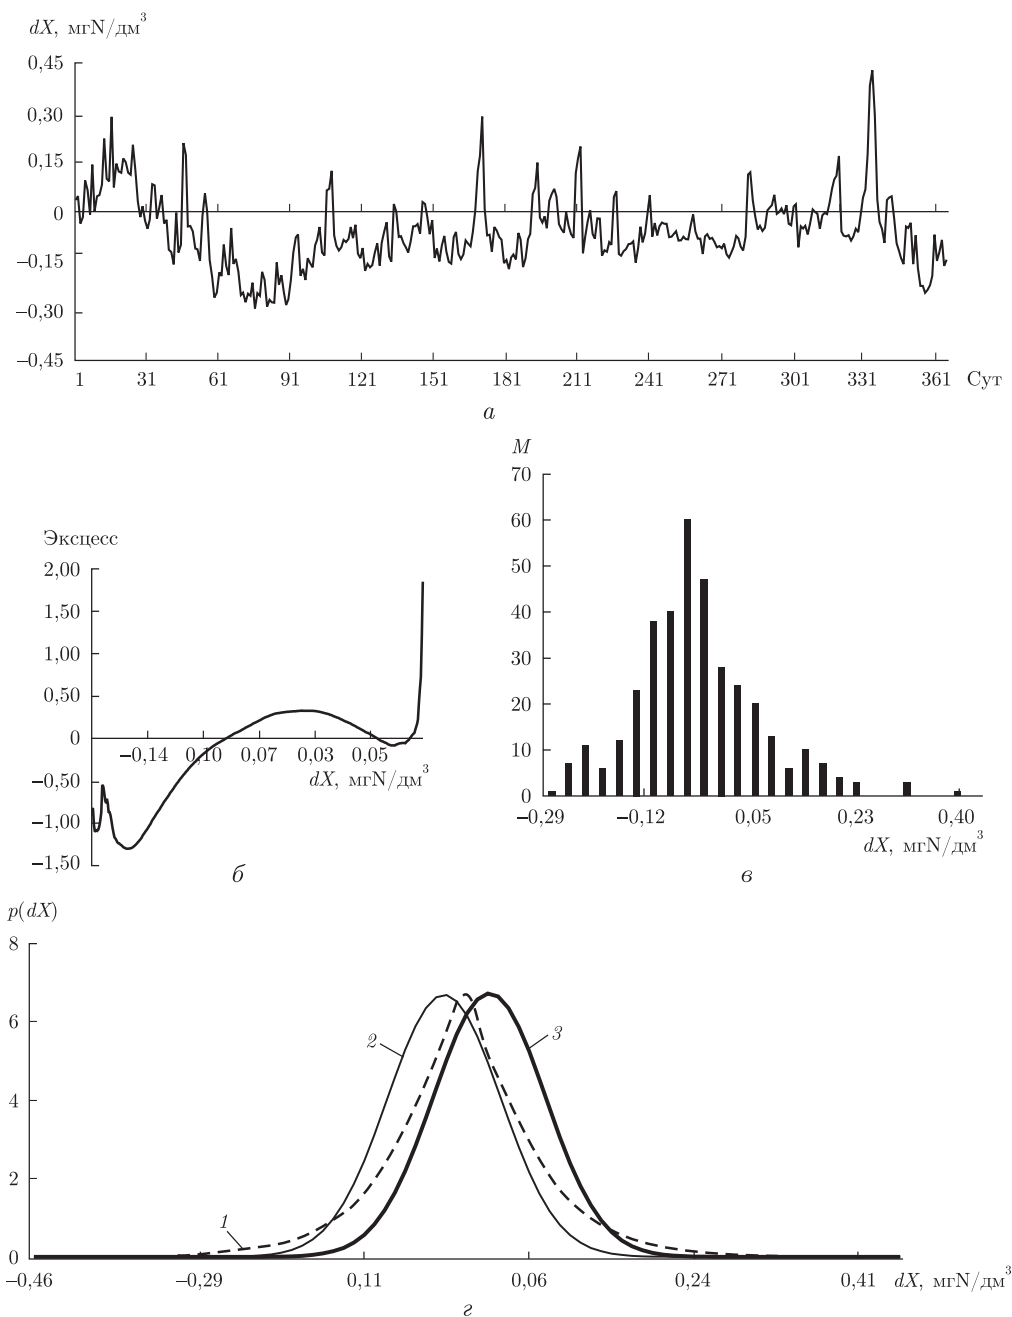 dX, мгN/дм³
0,45
0,30
0,15
0
−0,15
−0,30
−0,45
1 31 61 91 121 151 181 211 241 271 301 331 361 Сут
а
Эксцесс
2,00
1,50
1,00
0,50
0
−0,14 0,10 0,07 0,03 0,05
dX, мгN/дм³
−0,50
−1,00
−1,50
б
M
70
60
50
40
30
20
10
0
−0,29 −0,12 0,05 0,23 0,40
dX, мгN/дм³
в
p(dX)
8
6
4
2
0
2
3
1
−0,46 −0,29 0,11 0,06 0,24 0,41 dX, мгN/дм³
г